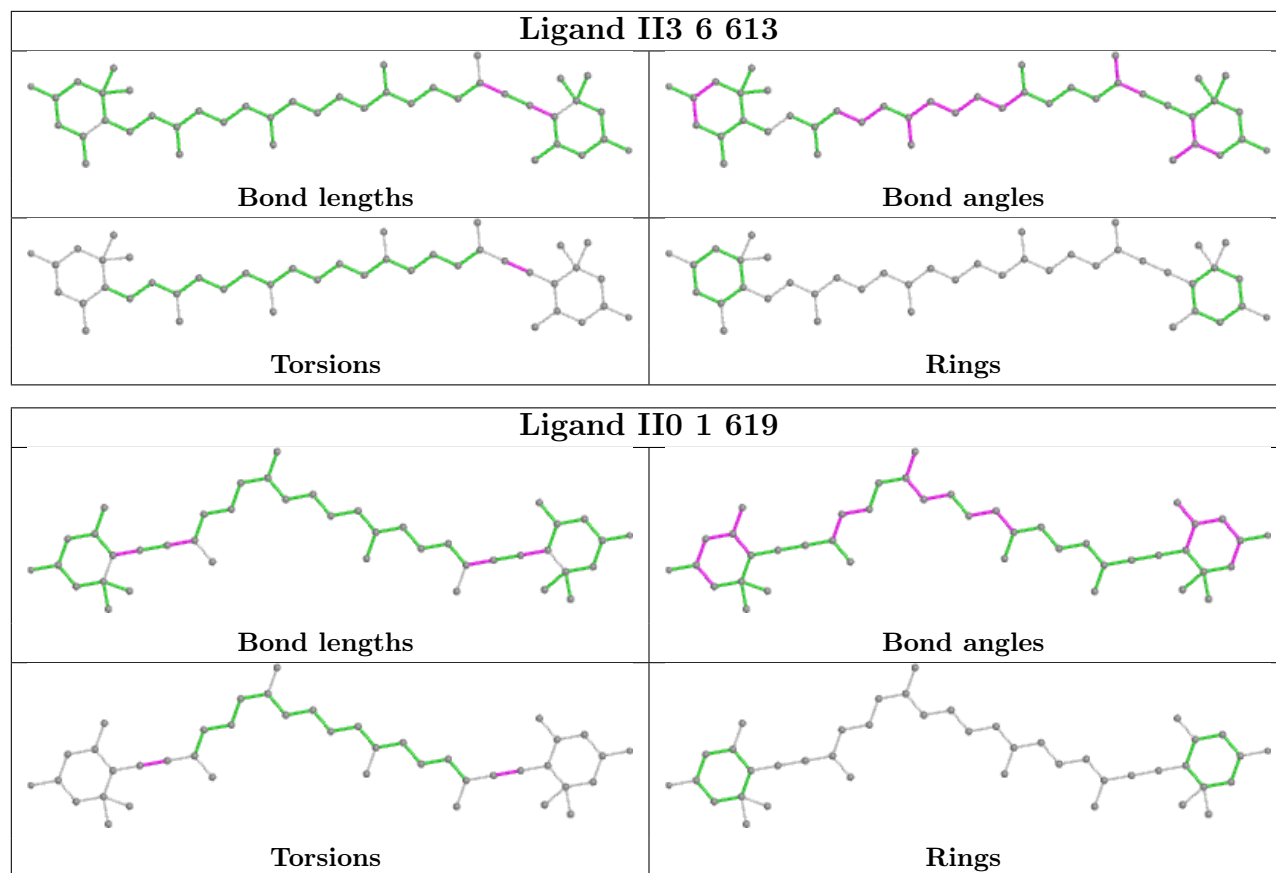 Ligand II3 6 613
Bond lengths
Bond angles
Torsions
Rings
Ligand II0 1 619
Bond lengths
Bond angles
Torsions
Rings